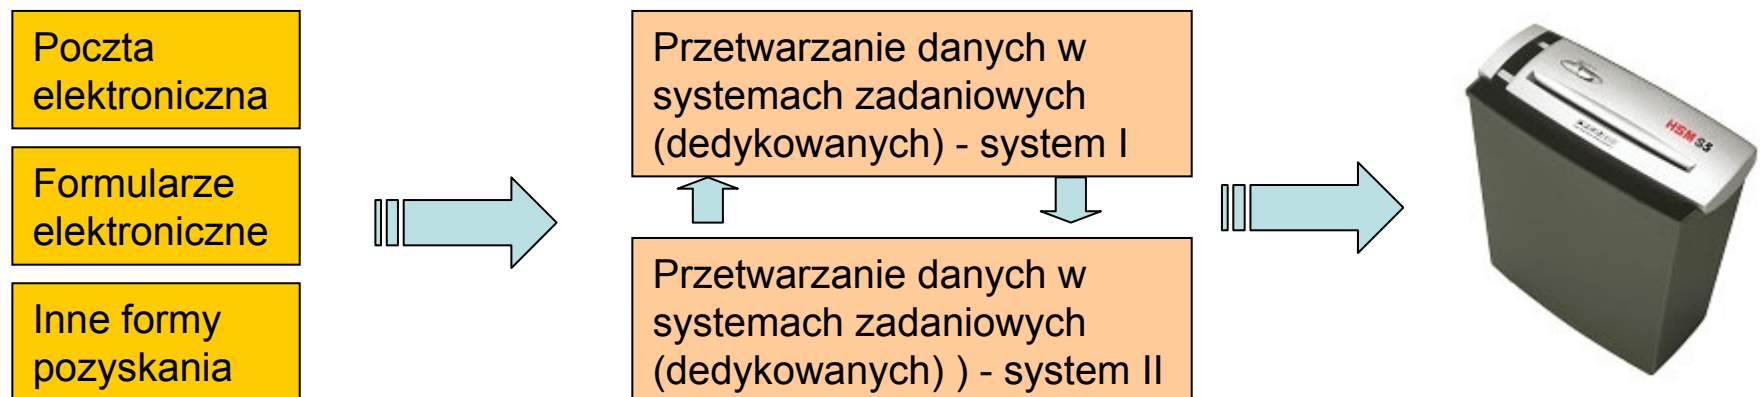 Poczta
elektroniczna
Formularze
elektroniczne
Inne formy
pozyskania
Przetwarzanie danych w
systemach zadaniowych
(dedykowanych) - system I
Przetwarzanie danych w
systemach zadaniowych
(dedykowanych) ) - system II
HSM S5